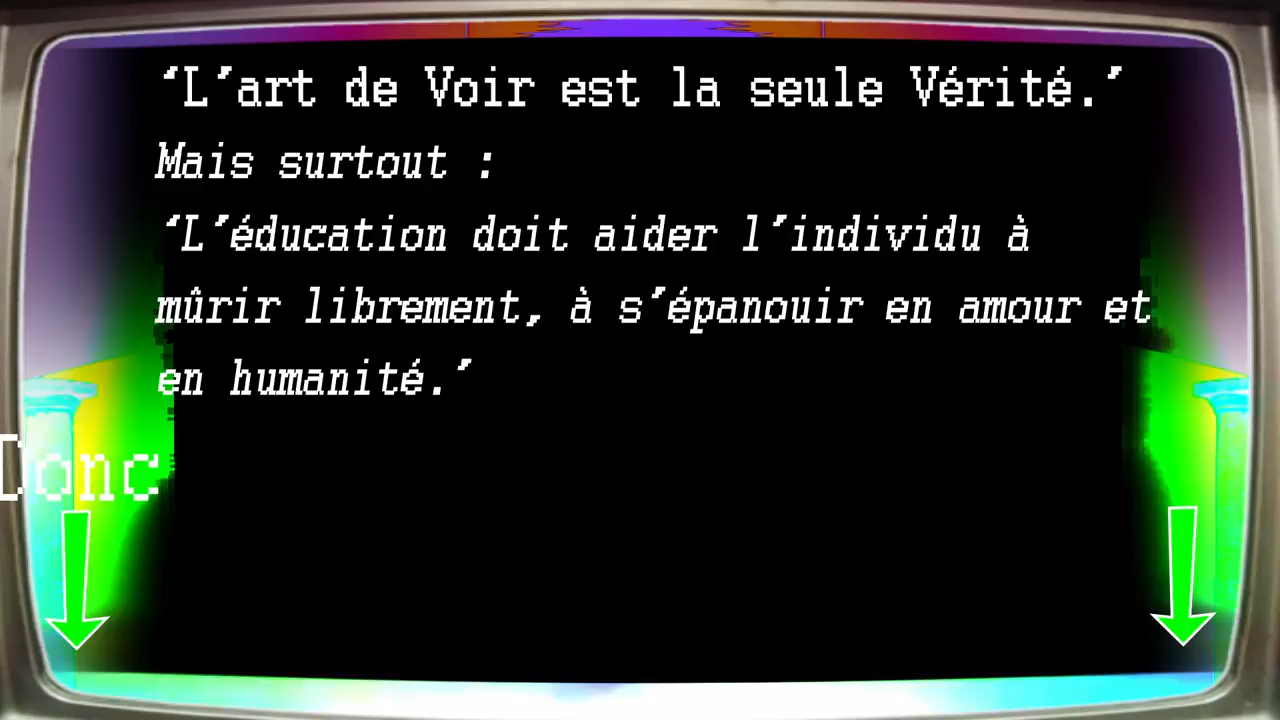 ‘L’art de Voir est la seule Vérité.’
Mais surtout :
‘L’éducation doit aider l’individu à
mûrir librement, à s’épanouir en amour et
en humanité.’
Donc